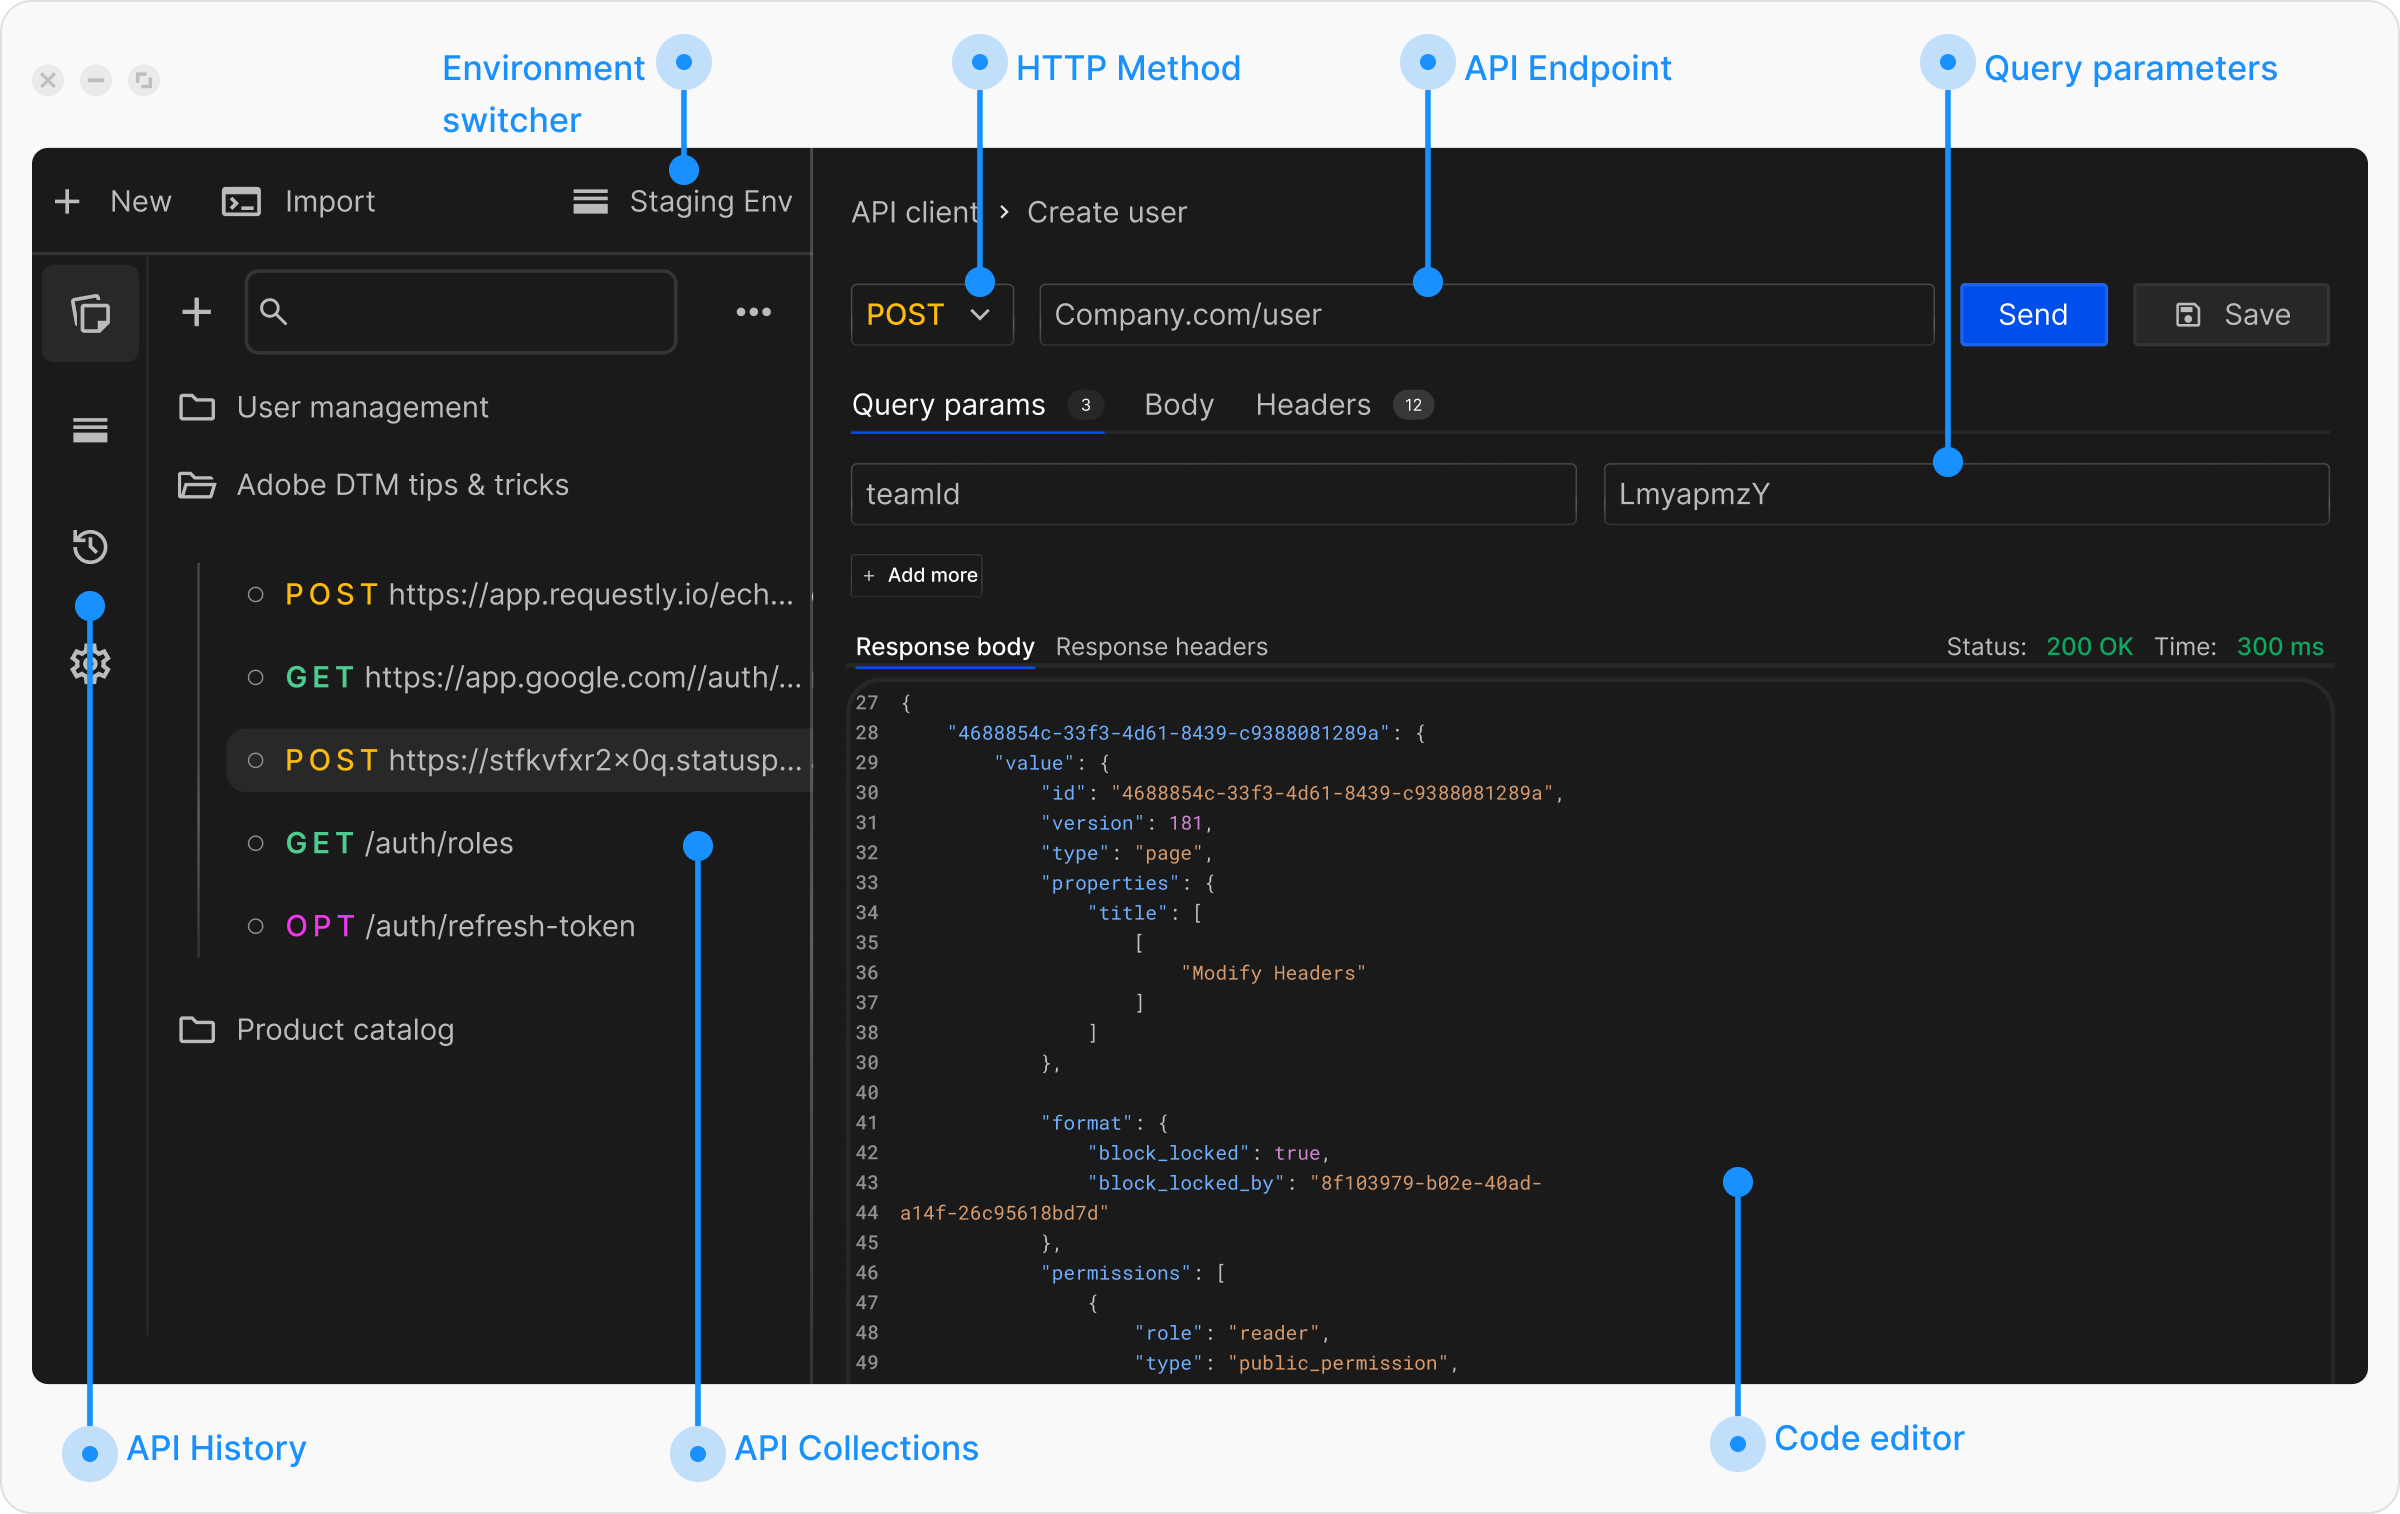 Environment
switcher
HTTP Method
API Endpoint
Query parameters
New
Import
Staging Env
API client › Create user
POST
Company.com/user
Send
Save
User management
Adobe DTM tips & tricks
POST https://app.requestly.io/ech...
GET https://app.google.com//auth/...
POST https://stfkvfxr2×0q.statusp...
GET /auth/roles
OPT /auth/refresh-token
Product catalog
Query params 3
Body
Headers 12
teamId
LmyapmzY
+ Add more
Response body
Response headers
Status: 200 OK Time: 300 ms
27 {
28 "4688854c-33f3-4d61-8439-c9388081289a": {
29 "value": {
30 "id": "4688854c-33f3-4d61-8439-c9388081289a",
31 "version": 181,
32 "type": "page",
33 "properties": {
34 "title": [
35 [
36 "Modify Headers"
37 ]
38 ]
30 },
40
41 "format": {
42 "block_locked": true,
43 "block_locked_by": "8f103979-b02e-40ad-
44 a14f-26c95618bd7d"
45 },
46 "permissions": [
47 {
48 "role": "reader",
49 "type": "public_permission",
API History
API Collections
Code editor